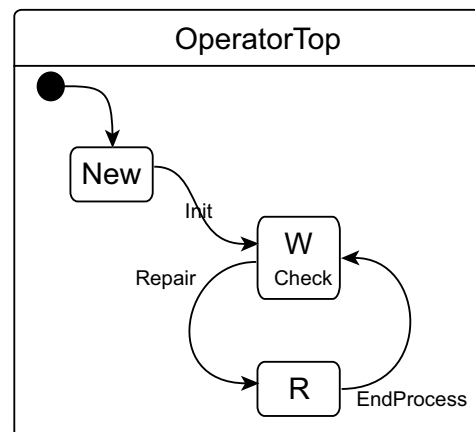 OperatorTop
New
Init
W
Repair
Check
R
EndProcess